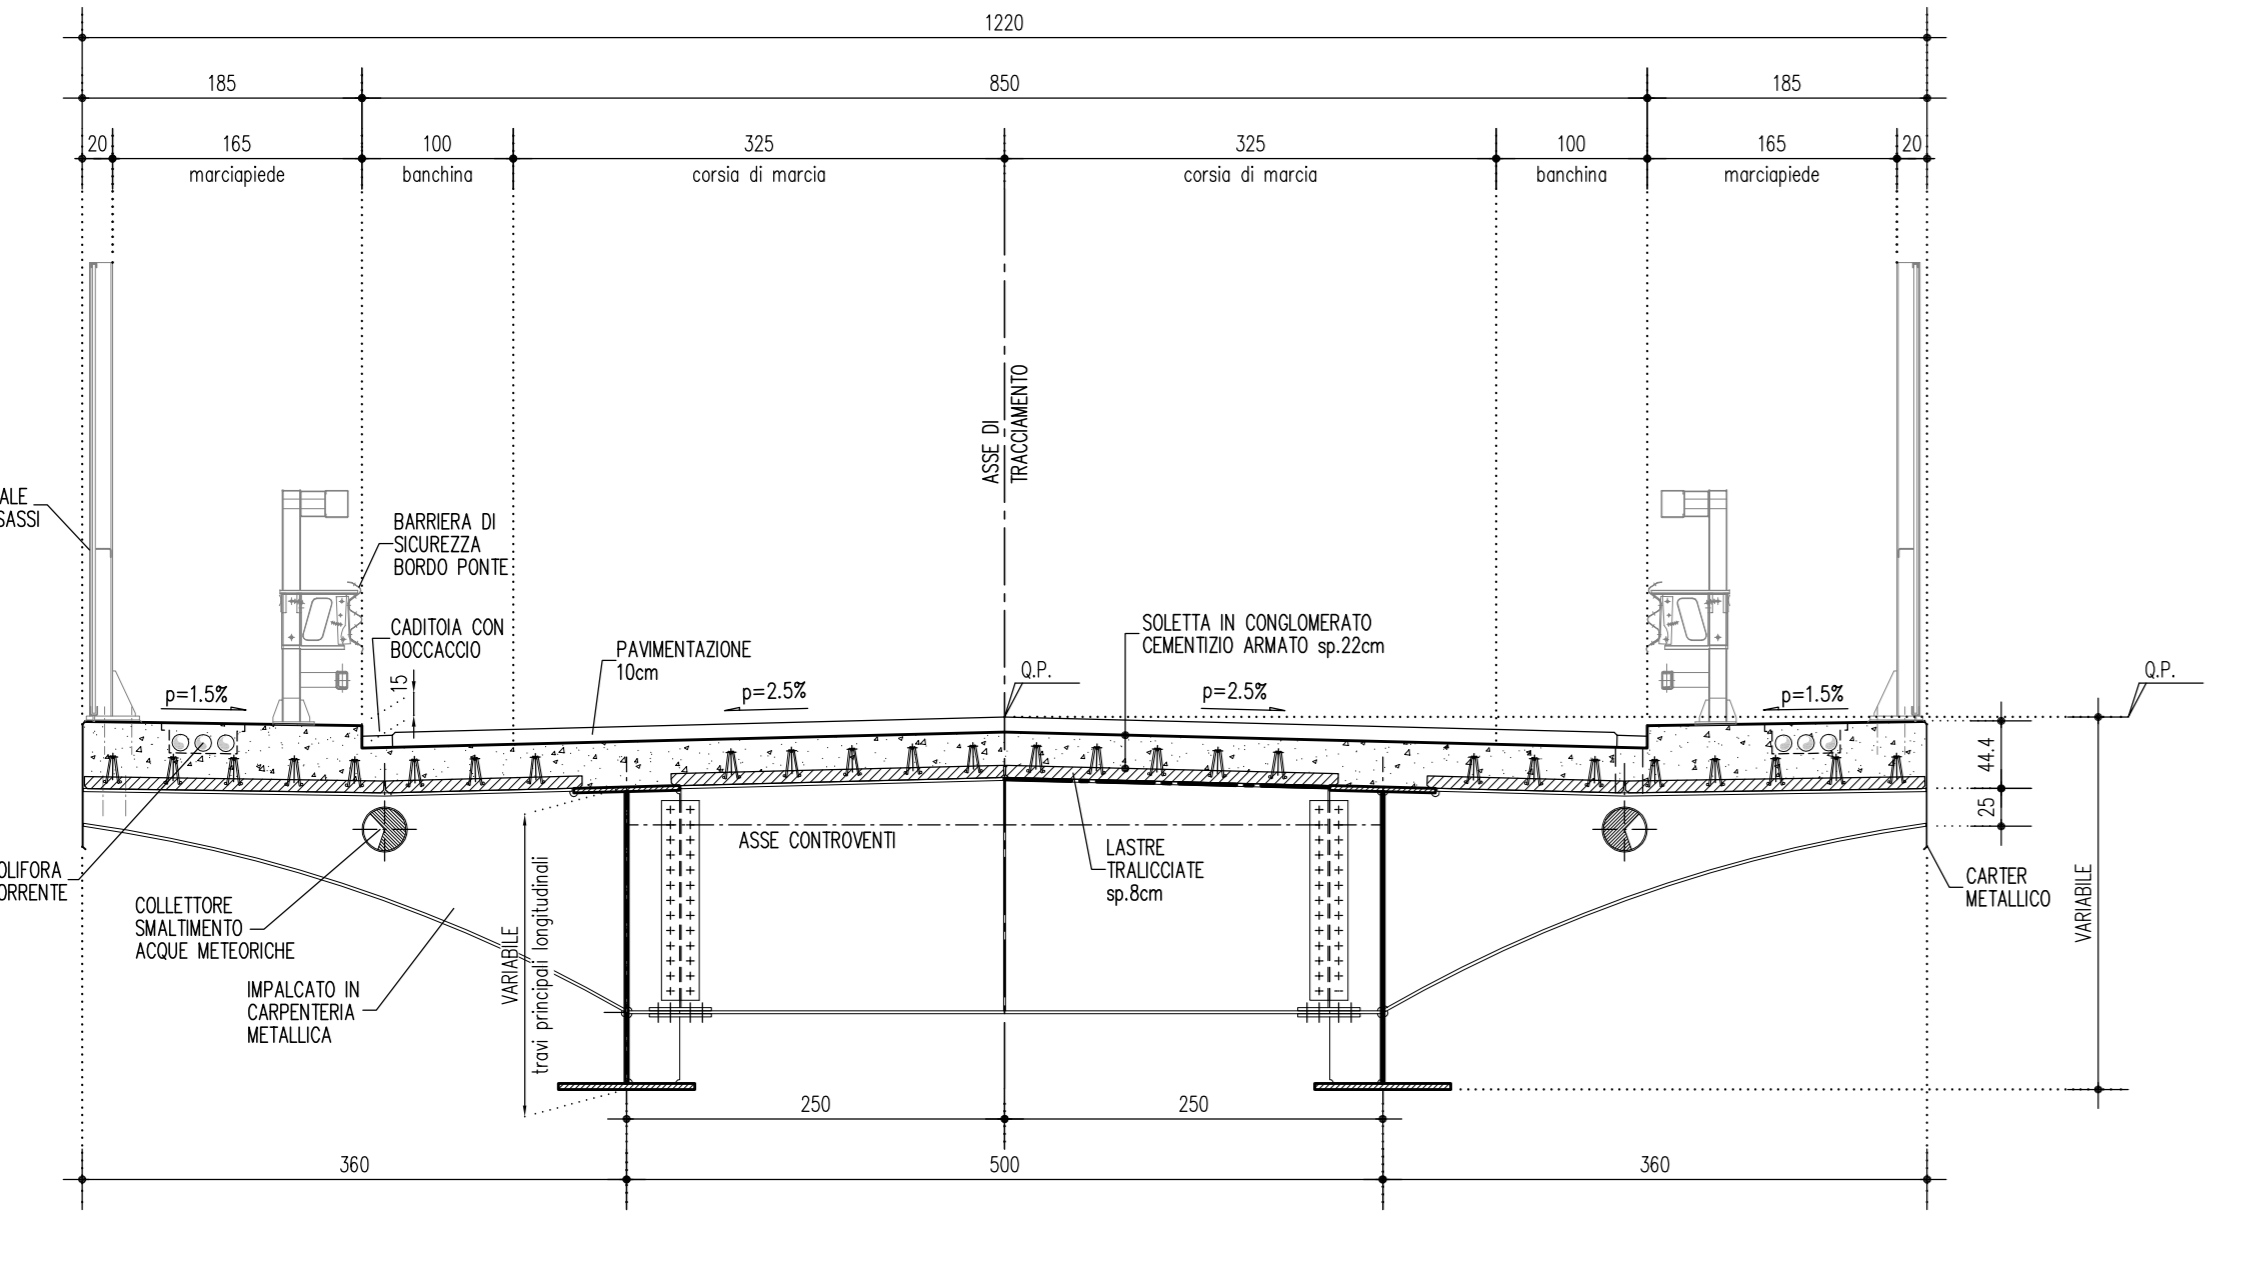 1220
185
850
185
20
165
100
325
325
100
165
20
marciapiede
banchina
corsia di marcia
corsia di marcia
banchina
marciapiede
ASSE DI
TRACCIAMENTO
ALE
SASSI
BARRIERA DI
SICUREZZA
BORDO PONTE
CADITOIA CON
BOCCACCIO
15
PAVIMENTAZIONE
10cm
SOLETTA IN CONGLOMERATO
CEMENTIZIO ARMATO sp.22cm
Q.P.
Q.P.
p=1.5%
p=2.5%
p=2.5%
p=1.5%
44.4
25
ASSE CONTROVENTI
LASTRE
TRALICCIATE
sp.8cm
OLIFORA
ORRENTE
COLLETTORE
SMALTIMENTO
ACQUE METEORICHE
IMPALCATO IN
CARPENTERIA
METALLICA
VARIABILE
travi principali longitudinali
CARTER
METALLICO
VARIABILE
250
250
360
500
360